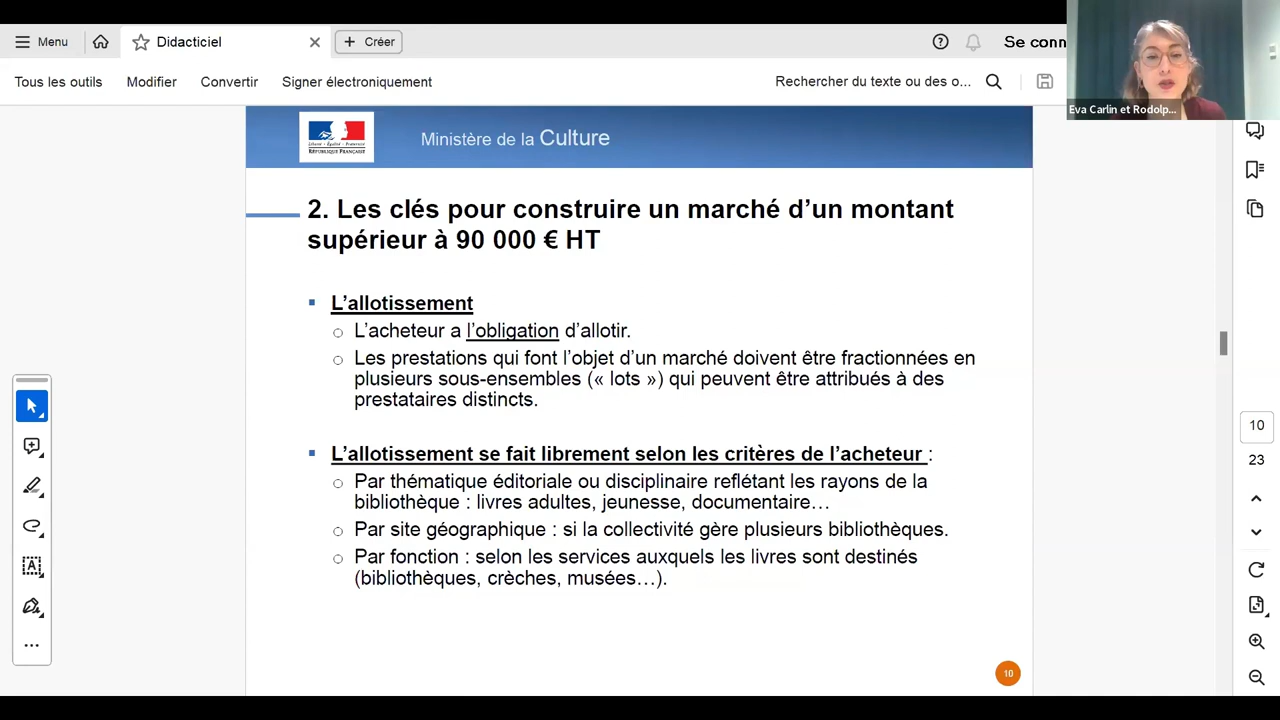 Menu
Didacticiel
Créer
Se conn
Tous les outils
Modifier
Convertir
Signer électroniquement
Rechercher du texte ou des o...
Eva Carlin et Rodolp...
RÉPUBLIQUE FRANÇAISE
Ministère de la Culture
2. Les clés pour construire un marché d’un montant
supérieur à 90 000 € HT
L’allotissement
L’acheteur a l’obligation d’allotir.
Les prestations qui font l’objet d’un marché doivent être fractionnées en
plusieurs sous-ensembles (« lots ») qui peuvent être attribués à des
prestataires distincts.
L’allotissement se fait librement selon les critères de l’acheteur :
Par thématique éditoriale ou disciplinaire reflétant les rayons de la
bibliothèque : livres adultes, jeunesse, documentaire…
Par site géographique : si la collectivité gère plusieurs bibliothèques.
Par fonction : selon les services auxquels les livres sont destinés
(bibliothèques, crèches, musées…).
10
10
23